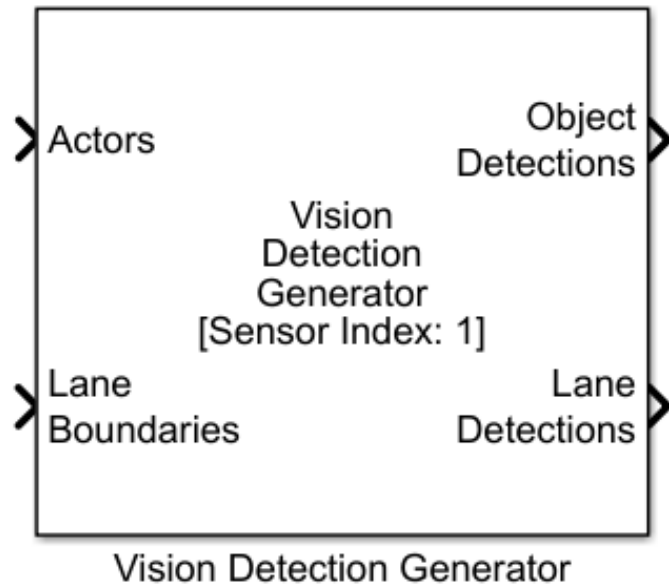 Actors
Object
Detections
Vision
Detection
Generator
[Sensor Index: 1]
Lane
Boundaries
Lane
Detections
Vision Detection Generator